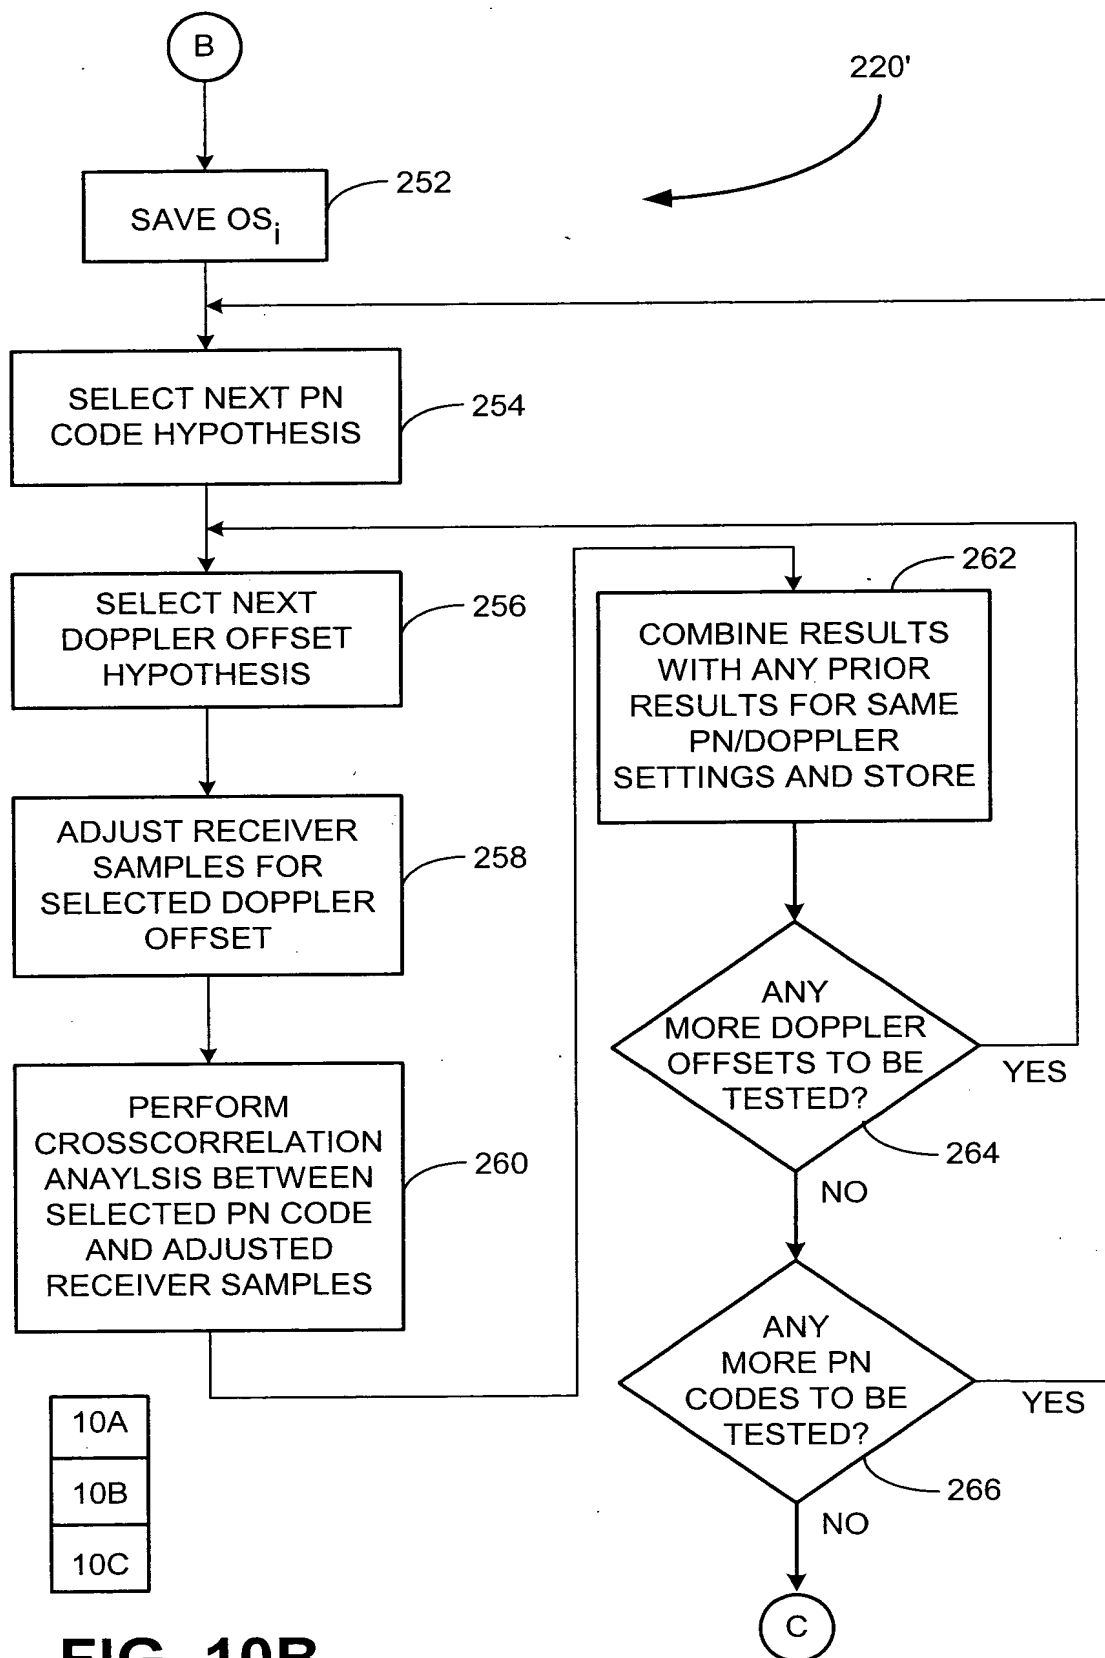 B
220'
SAVE OSi
252
SELECT NEXT PN
CODE HYPOTHESIS
254
SELECT NEXT
DOPPLER OFFSET
HYPOTHESIS
256
ADJUST RECEIVER
SAMPLES FOR
SELECTED DOPPLER
OFFSET
258
PERFORM
CROSSCORRELATION
ANAYLSIS BETWEEN
SELECTED PN CODE
AND ADJUSTED
RECEIVER SAMPLES
260
262
COMBINE RESULTS
WITH ANY PRIOR
RESULTS FOR SAME
PN/DOPPLER
SETTINGS AND STORE
ANY
MORE DOPPLER
OFFSETS TO BE
TESTED?
YES
264
NO
ANY
MORE PN
CODES TO BE
TESTED?
YES
266
NO
C
10A
10B
10C
FIG. 10B